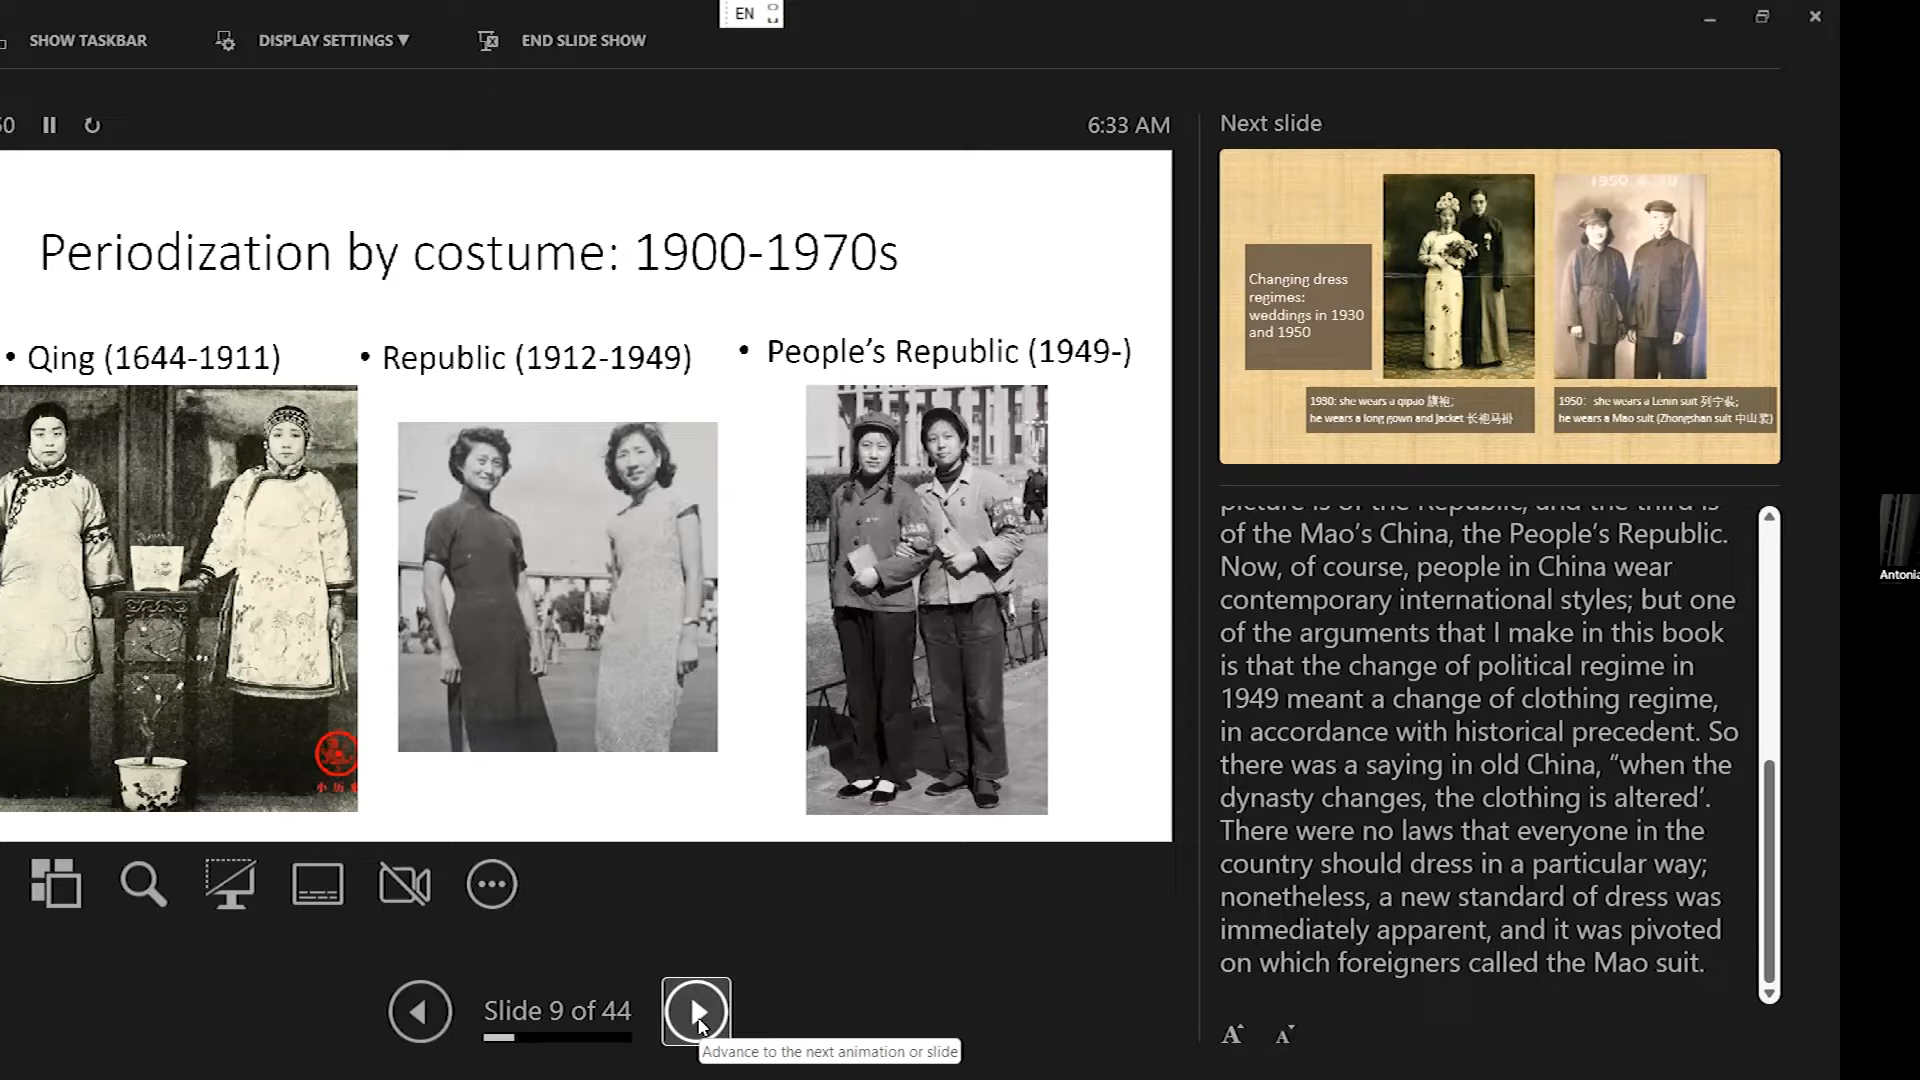 EN
SHOW TASKBAR
DISPLAY SETTINGS ▼
END SLIDE SHOW
6:33 AM
Next slide
Periodization by costume: 1900-1970s
• Qing (1644-1911)
• Republic (1912-1949)
• People’s Republic (1949-)
Changing dress
regimes:
weddings in 1930
and 1950
1950.
1930: she wears a qipao 旗袍;
he wears a long gown and jacket 长袍马褂
1950: she wears a Lenin suit 列宁装;
he wears a Mao suit (Zhongshan suit 中山装)
picture is of the Republic, and the third is
of the Mao’s China, the People’s Republic.
Now, of course, people in China wear
contemporary international styles; but one
of the arguments that I make in this book
is that the change of political regime in
1949 meant a change of clothing regime,
in accordance with historical precedent. So
there was a saying in old China, “when the
dynasty changes, the clothing is altered’.
There were no laws that everyone in the
country should dress in a particular way;
nonetheless, a new standard of dress was
immediately apparent, and it was pivoted
on which foreigners called the Mao suit.
Antonia
Slide 9 of 44
Advance to the next animation or slide
A A